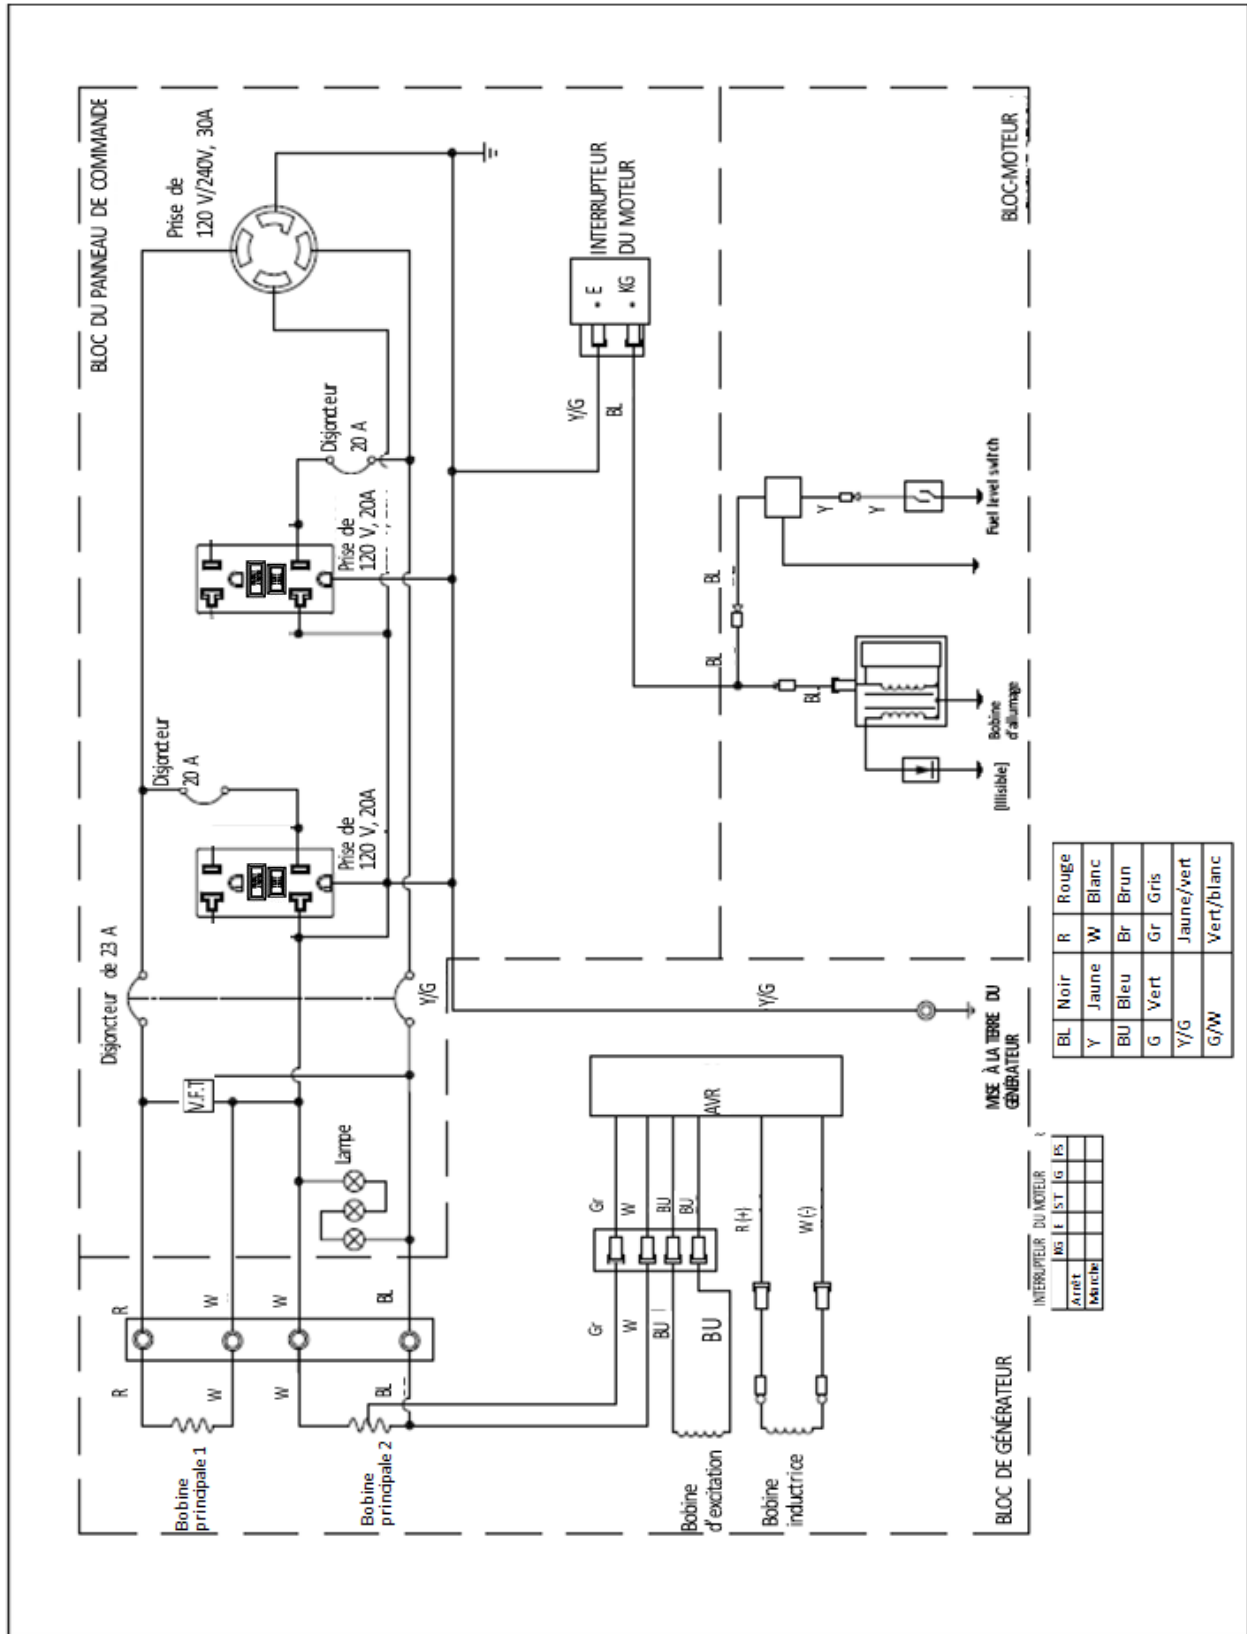 BLOC DU PANNEAU DE COMMANDE
Prise de
120 V/240V, 30A
Disjoncteur
20 A
Prise de
120 V, 20A
Disjoncteur
20 A
Prise de
120 V, 20A
Disjoncteur de 23 A
Y/G
V.F.T
Lampe
INTERRUPTEUR
DU MOTEUR
E
KG
Y/G
BL
BLOC-MOTEUR
BL
BL
BL
Y
Y
Fuel level switch
Bobine
d'allumage
[Illisible]
Y/G
MISE À LA TERRE DU
GÉNÉRATEUR
AVR
Gr
W
BU
BU
R (+)
W (-)
R
W
W
BL
R
W
W
BL
Gr
W
BU
BU
Bobine
principale 1
Bobine
principale 2
Bobine
d'excitation
Bobine
inductrice
BLOC DE GÉNÉRATEUR
INTERRUPTEUR DU MOTEUR
KG E ST G FS
Arrêt
Marche
BL Noir R Rouge
Y Jaune W Blanc
BU Bleu Br Brun
G Vert Gr Gris
Y/G Jaune/vert
G/W Vert/blanc